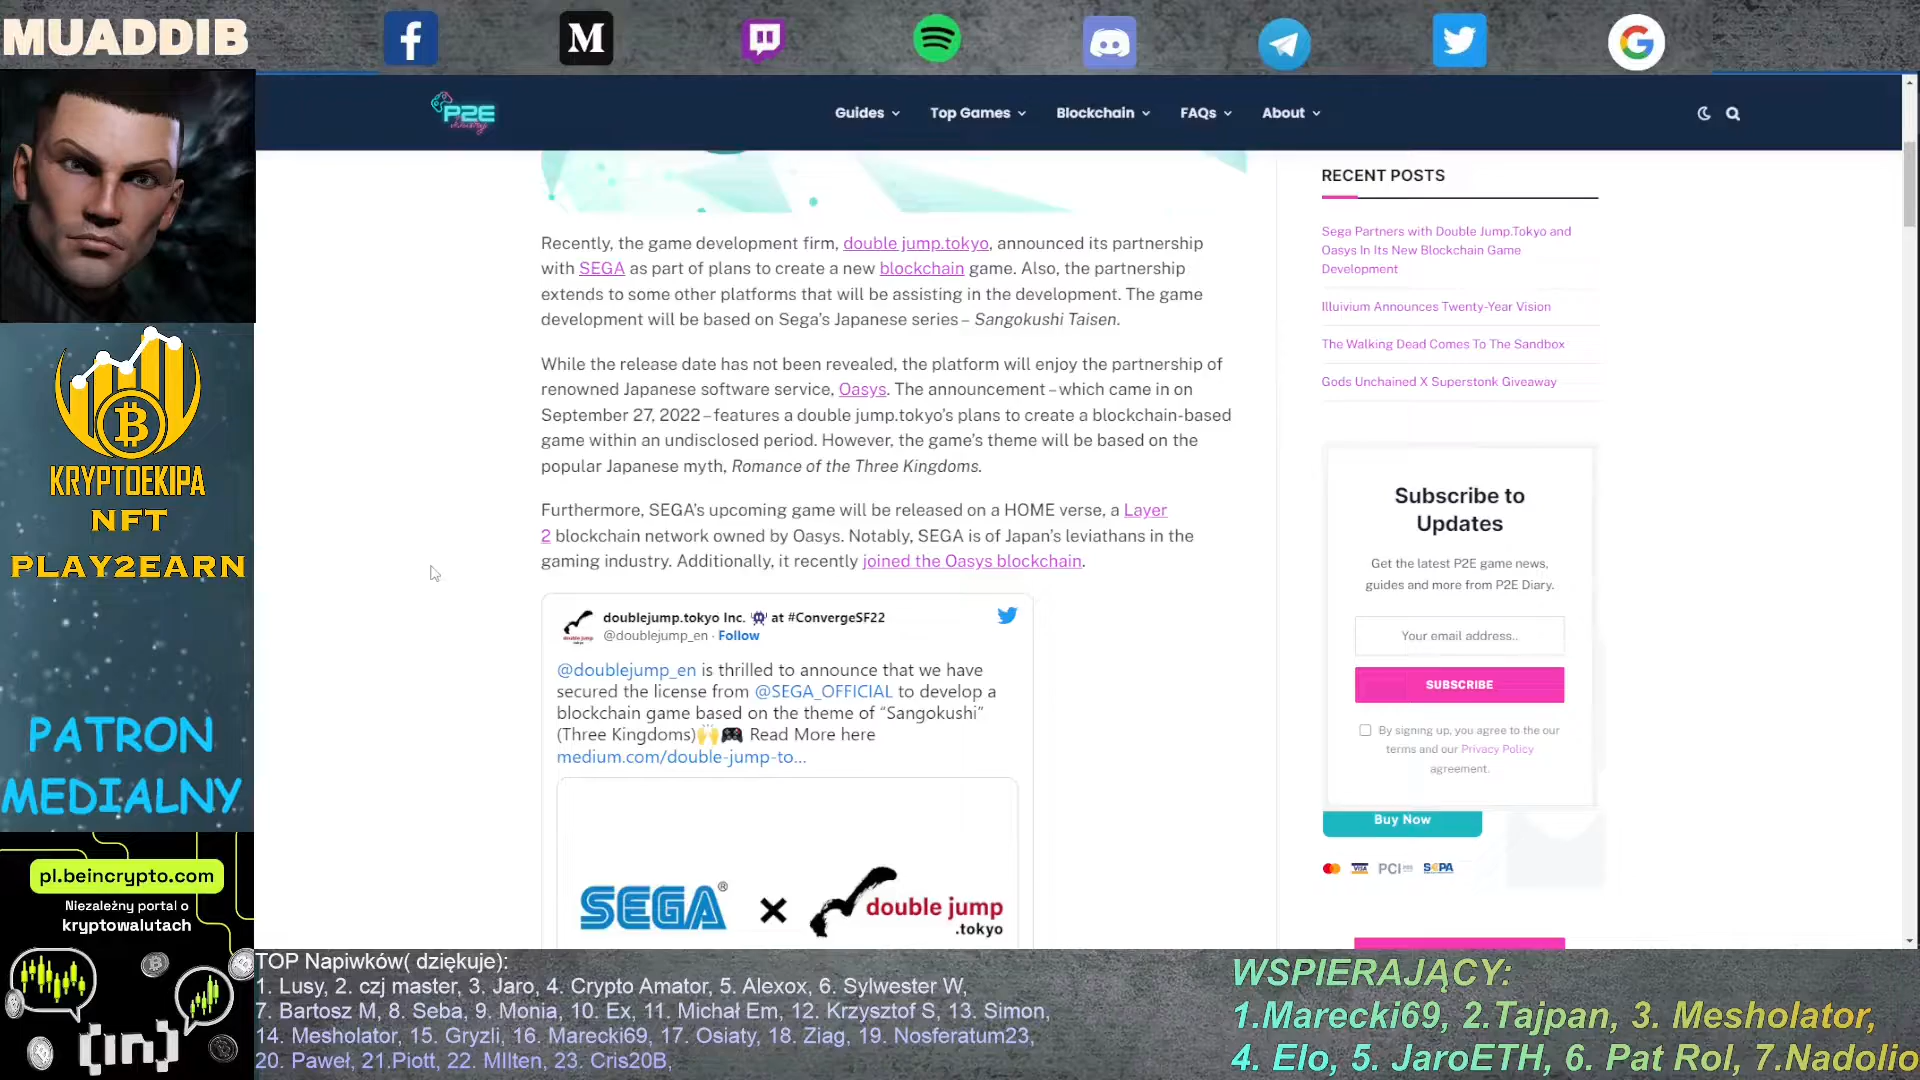 MUADDIB
P2E
Guides
Top Games
Blockchain
FAQs
About
Recently, the game development firm, double jump.tokyo, announced its partnership
with SEGA as part of plans to create a new blockchain game. Also, the partnership
extends to some other platforms that will be assisting in the development. The game
development will be based on Sega's Japanese series – Sangokushi Taisen.
While the release date has not been revealed, the platform will enjoy the partnership of
renowned Japanese software service, Oasys. The announcement – which came in on
September 27, 2022 – features a double jump.tokyo's plans to create a blockchain-based
game within an undisclosed period. However, the game's theme will be based on the
popular Japanese myth, Romance of the Three Kingdoms.
Furthermore, SEGA's upcoming game will be released on a HOME verse, a Layer
2 blockchain network owned by Oasys. Notably, SEGA is of Japan's leviathans in the
gaming industry. Additionally, it recently joined the Oasys blockchain.
doublejump.tokyo Inc. 👾 at #ConvergeSF22
@doublejump_en · Follow
@doublejump_en is thrilled to announce that we have
secured the license from @SEGA_OFFICIAL to develop a
blockchain game based on the theme of “Sangokushi”
(Three Kingdoms)🙌🎮 Read More here
medium.com/double-jump-to...
SEGA® × double jump
.tokyo
RECENT POSTS
Sega Partners with Double Jump.Tokyo and
Oasys In Its New Blockchain Game
Development
Illuivium Announces Twenty-Year Vision
The Walking Dead Comes To The Sandbox
Gods Unchained X Superstonk Giveaway
Subscribe to
Updates
Get the latest P2E game news,
guides and more from P2E Diary.
Your email address..
SUBSCRIBE
By signing up, you agree to the our
terms and our Privacy Policy
agreement.
Buy Now
VISA PCI SEPA
KRYPTOEKIPA
NFT
PLAY2EARN
PATRON
MEDIALNY
pl.beincrypto.com
Niezależny portal o
kryptowalutach
[in]
TOP Napiwków( dziękuje):
1. Lusy, 2. czj master, 3. Jaro, 4. Crypto Amator, 5. Alexox, 6. Sylwester W,
7. Bartosz M, 8. Seba, 9. Monia, 10. Ex, 11. Michał Em, 12. Krzysztof S, 13. Simon,
14. Mesholator, 15. Gryzli, 16. Marecki69, 17. Osiaty, 18. Ziag, 19. Nosferatum23,
20. Paweł, 21.Piott, 22. MIlten, 23. Cris20B,
WSPIERAJĄCY:
1.Marecki69, 2.Tajpan, 3. Mesholator,
4. Elo, 5. JaroETH, 6. Pat Rol, 7.Nadolio